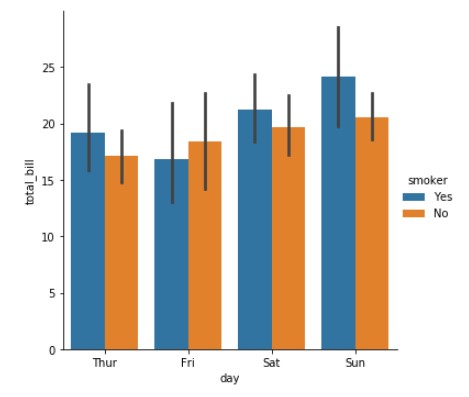 total_bill
25
20
15
10
5
0
Thur Fri Sat Sun
day
smoker
Yes
No